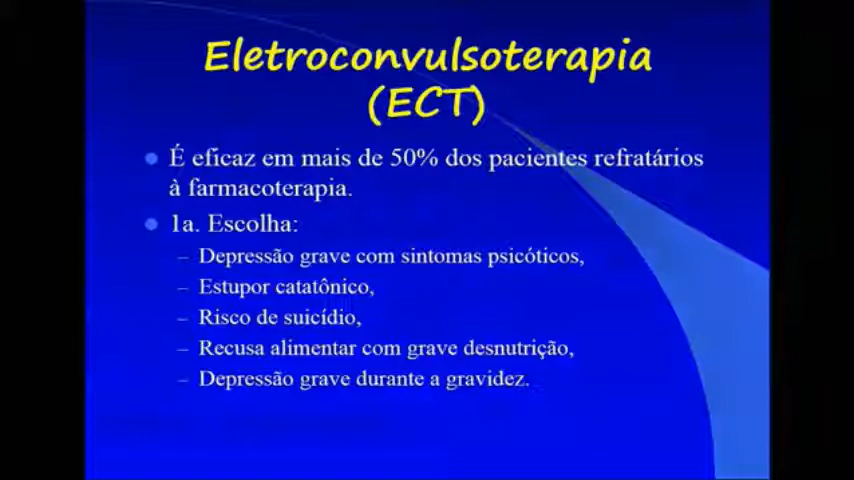 Eletroconvulsoterapia
(ECT)
É eficaz em mais de 50% dos pacientes refratários
à farmacoterapia.
1a. Escolha:
– Depressão grave com sintomas psicóticos,
– Estupor catatônico,
– Risco de suicídio,
– Recusa alimentar com grave desnutrição,
– Depressão grave durante a gravidez.